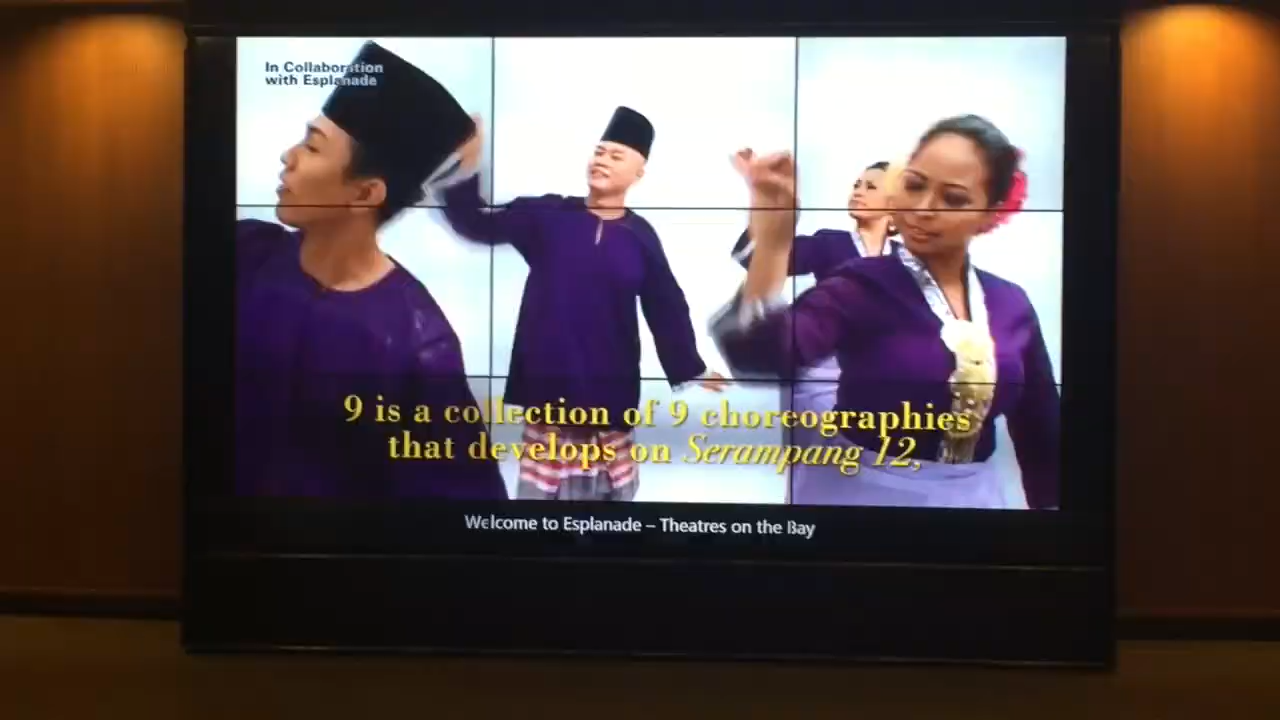 In Collaboration
with Esplanade
9 is a collection of 9 choreographies
that develops on Serampang 12,
Welcome to Esplanade – Theatres on the Bay